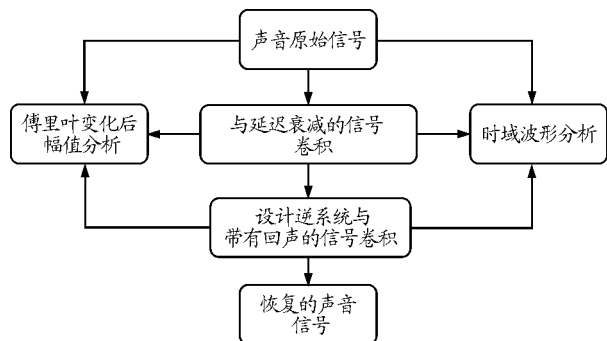 声音原始信号
傅里叶变化后
幅值分析
与延迟衰减的信号
卷积
时域波形分析
设计逆系统与
带有回声的信号卷积
恢复的声音
信号